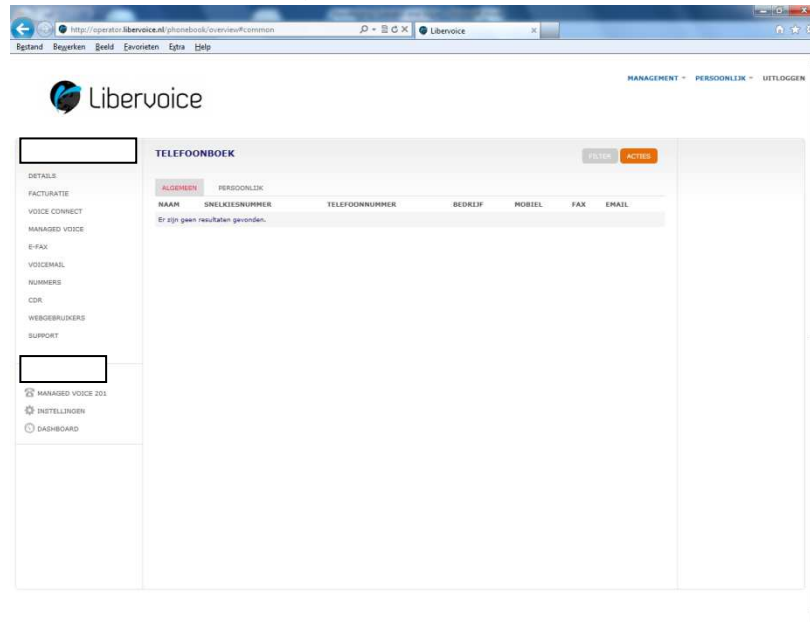 http://operator.libervoice.nl/phonebook/overview#common
Libervoice
Bestand Bewerken Beeld Favorieten Extra Help
MANAGEMENT PERSOONLIJK UITLOGGEN
Libervoice
TELEFOONBOEK
FILTER ACTIES
DETAILS
FACTURATIE
VOICE CONNECT
MANAGED VOICE
E-FAX
VOICEMAIL
NUMMERS
CDR
WEBGEBRUIKERS
SUPPORT
ALGEMEEN PERSOONLIJK
NAAM SNELKIESNUMMER TELEFOONNUMMER BEDRIJF MOBIEL FAX EMAIL
Er zijn geen resultaten gevonden.
MANAGED VOICE 201
INSTELLINGEN
DASHBOARD